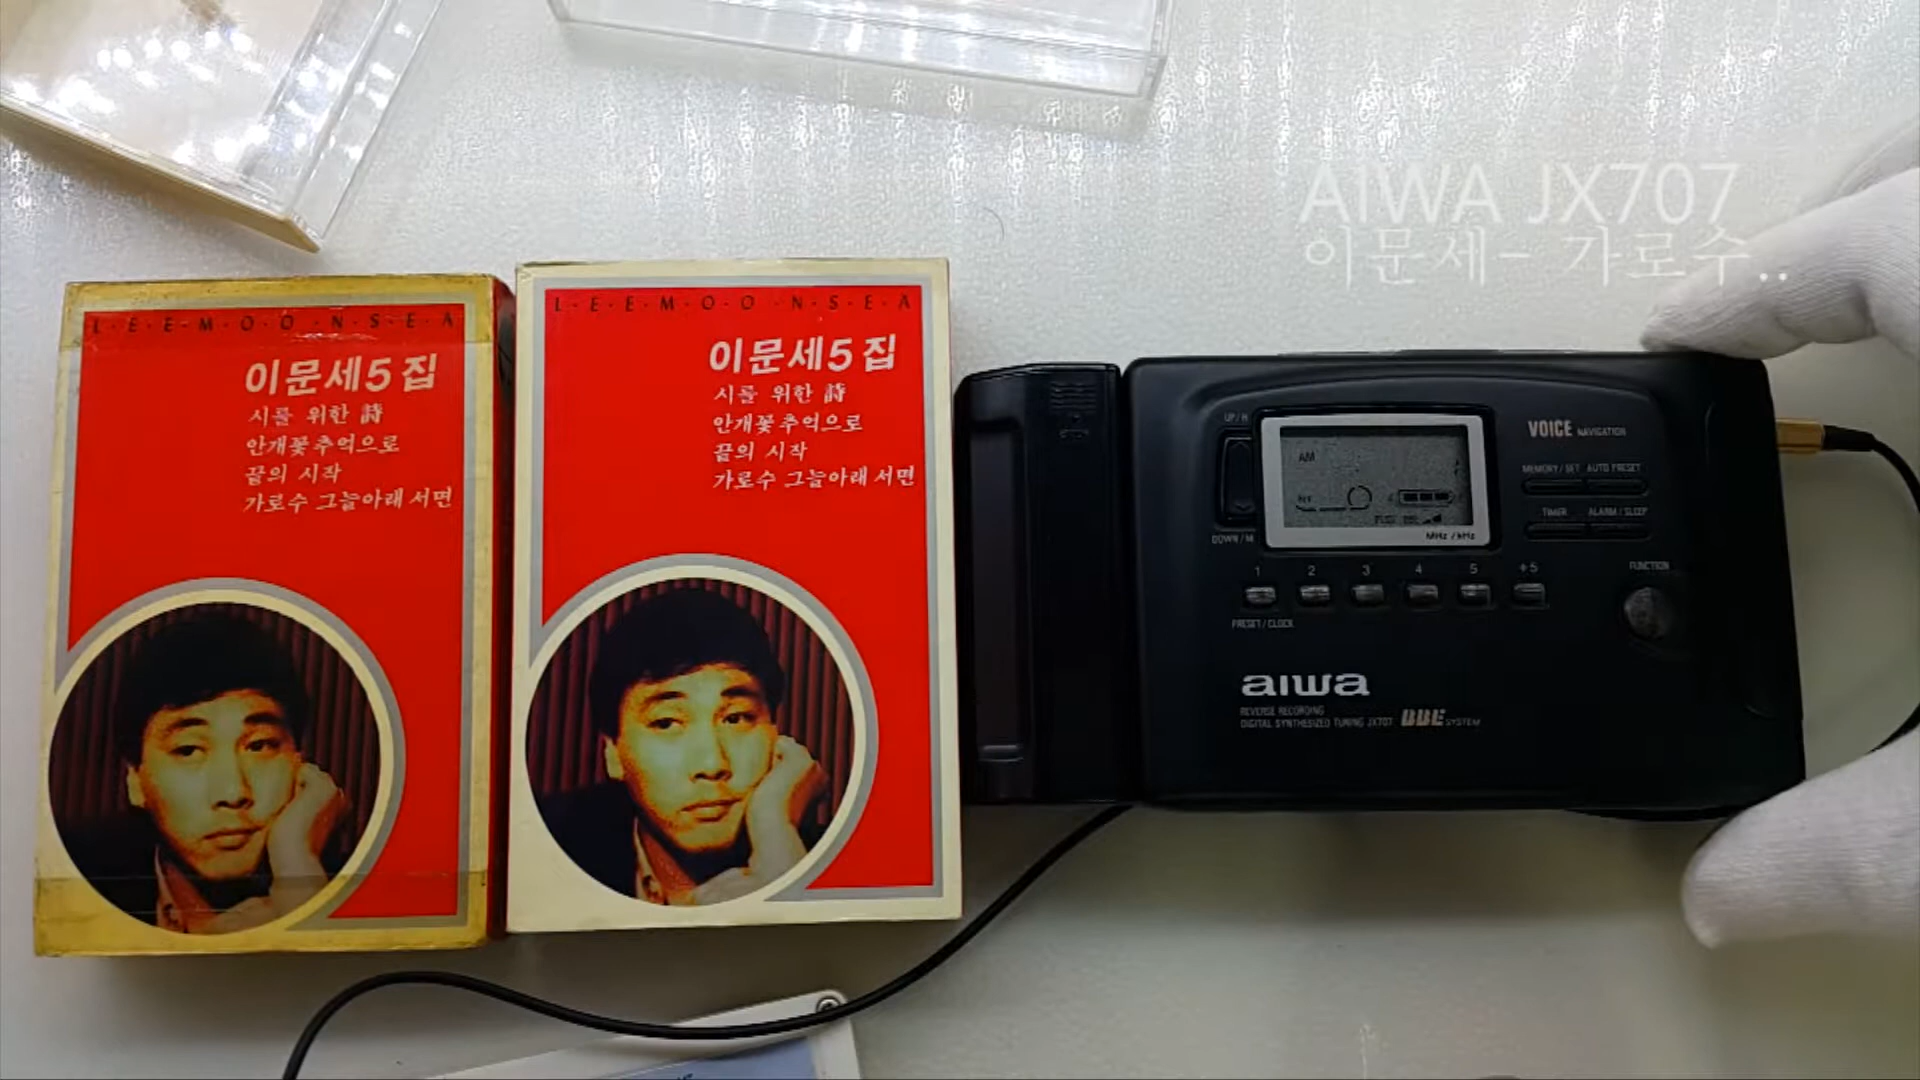 AIWA JX707
이문세- 가로수..
L·E·E·M·O·O·N·S·E·A
이문세5집
시를 위한 詩
안개꽃 추억으로
끝의 시작
가로수 그늘아래 서면
L·E·E·M·O·O·N·S·E·A
이문세5집
시를 위한 詩
안개꽃 추억으로
끝의 시작
가로수 그늘아래 서면
UP / H
DOWN / M
AM
MHz / kHz
VOICE NAVIGATION
MEMORY / SET AUTO PRESET
TIMER ALARM / SLEEP
1 2 3 4 5 +5
PRESET / CLOCK
FUNCTION
aiwa
REVERSE RECORDING
DIGITAL SYNTHESIZED TUNING JX707 BBE SYSTEM